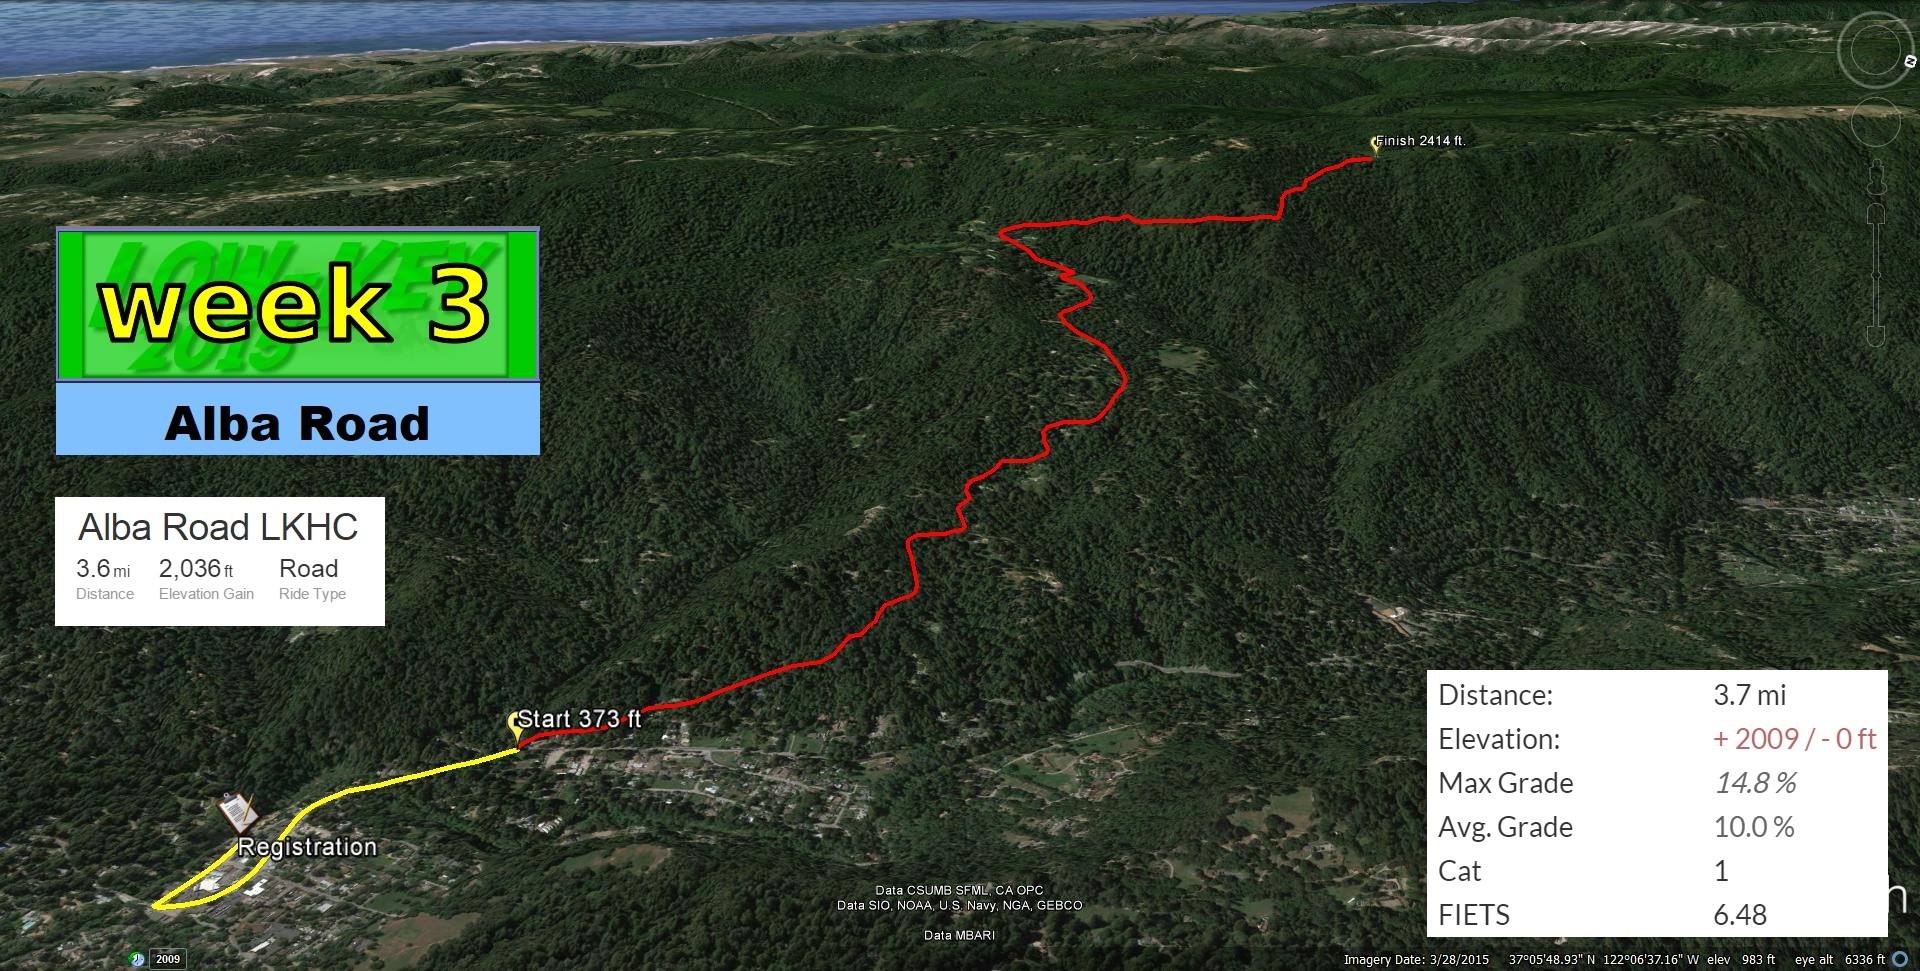 N
Finish 2414 ft.
LOW-KEY
2015
week 3
Alba Road
Alba Road LKHC
3.6 mi 2,036 ft Road
Distance Elevation Gain Ride Type
Start 373 ft
Registration
Distance: 3.7 mi
Elevation: + 2009 / - 0 ft
Max Grade 14.8 %
Avg. Grade 10.0 %
Cat 1
FIETS 6.48
Data CSUMB SFML, CA OPC
Data SIO, NOAA, U.S. Navy, NGA, GEBCO
Data MBARI
2009
Imagery Date: 3/28/2015 37°05'48.93" N 122°06'37.16" W elev 983 ft eye alt 6336 ft